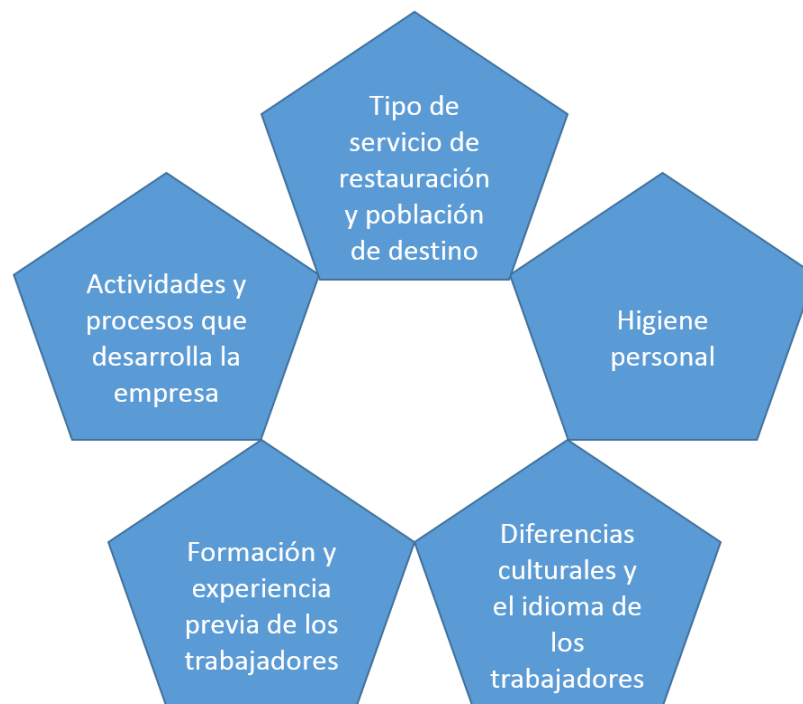 Tipo de
servicio de
restauración
y población
de destino
Actividades y
procesos que
desarrolla la
empresa
Higiene
personal
Formación y
experiencia
previa de los
trabajadores
Diferencias
culturales y
el idioma de
los
trabajadores